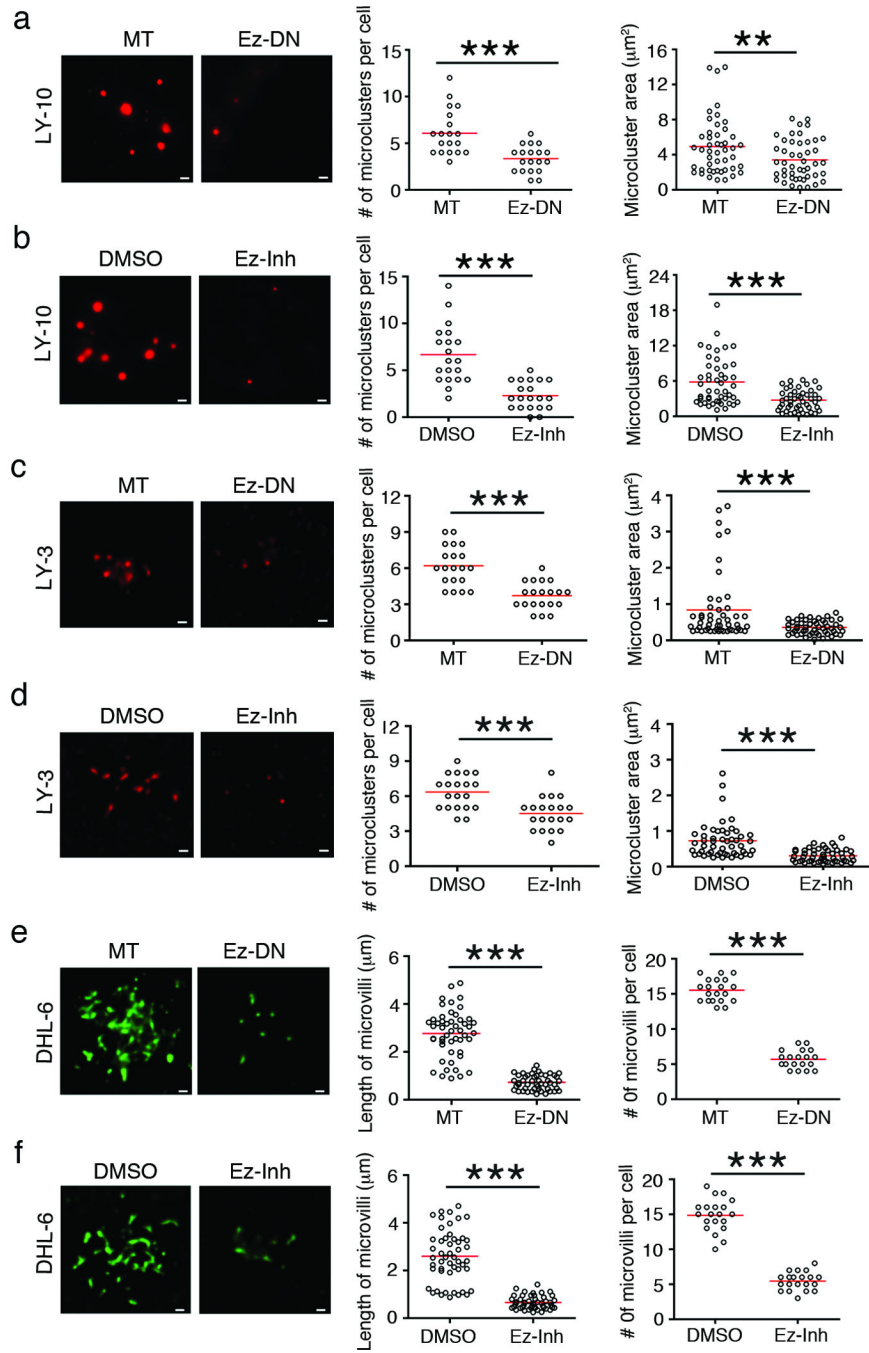 a
MT Ez-DN
LY-10
# of microclusters per cell
15
10
5
0
***
MT Ez-DN
Microcluster area (µm²)
16
12
8
4
0
**
MT Ez-DN
b
DMSO Ez-Inh
LY-10
# of microclusters per cell
15
10
5
0
***
DMSO Ez-Inh
Microcluster area (µm²)
24
18
12
6
0
***
DMSO Ez-Inh
c
MT Ez-DN
LY-3
# of microclusters per cell
12
9
6
3
0
***
MT Ez-DN
Microcluster area (µm²)
4
3
2
1
0
***
MT Ez-DN
d
DMSO Ez-Inh
LY-3
# of microclusters per cell
12
9
6
3
0
***
DMSO Ez-Inh
Microcluster area (µm²)
4
3
2
1
0
***
DMSO Ez-Inh
e
MT Ez-DN
DHL-6
Length of microvilli (µm)
6
4
2
0
***
MT Ez-DN
# of microvilli per cell
20
15
10
5
0
***
MT Ez-DN
f
DMSO Ez-Inh
DHL-6
Length of microvilli (µm)
6
4
2
0
***
DMSO Ez-Inh
# 0f microvilli per cell
20
15
10
5
0
***
DMSO Ez-Inh